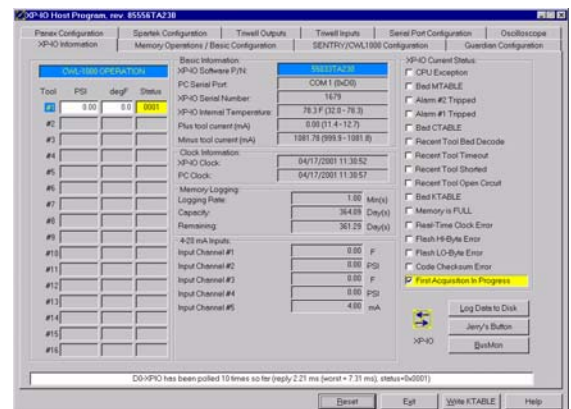 XP-IO Host Program, rev. 85556TA230
Panex Configuration Spartek Configuration Trwell Outputs Trwell Inputs Serial Port Configuration Oscilloscope
XP-IO Information Memory Operations / Basic Configuration SENTRY/CWL1000 Configuration Guardian Configuration
CWL-1000 OPERATION
Tool PSI degF Status
#1 0.00 0.0 0001
#2
#3
#4
#5
#6
#7
#8
#9
#10
#11
#12
#13
#14
#15
#16
Basic Information
XP-IO Software P/N: 55833TA230
PC Serial Port COM 1 (0xD0)
XP-IO Serial Number 1679
XP-IO Internal Temperature 78.3 F (32.0 - 78.3)
Plus tool current (mA) 0.00 (11.4 - 12.7)
Minus tool current (mA) 1081.78 (999.9 - 1081.8)
Clock Information
XP-IO Clock: 04/17/2001 11:30:52
PC Clock: 04/17/2001 11:30:57
Memory Logging
Logging Rate: 1.00 Min(s)
Capacity: 364.09 Day(s)
Remaining: 361.29 Day(s)
4-20 mA Inputs:
Input Channel #1 0.00 F
Input Channel #2 0.00 PSI
Input Channel #3 0.00 F
Input Channel #4 0.00 PSI
Input Channel #5 4.00 mA
XP-IO Current Status
CPU Exception
Bad MTABLE
Alarm #2 Tripped
Alarm #1 Tripped
Bad CTABLE
Recent Tool Bad Decode
Recent Tool Timeout
Recent Tool Shorted
Recent Tool Open Circuit
Bad KTABLE
Memory is FULL
Real-Time Clock Error
Flash HI-Byte Error
Flash LO-Byte Error
Code Checksum Error
First Acquisition In Progress
XP-IO
Log Data to Disk
Jerry's Button
BusMon
D0-XPIO has been polled 10 times so far (reply 2.21 ms (worst = 7.31 ms), status=0x0001)
Reset Exit Write KTABLE Help